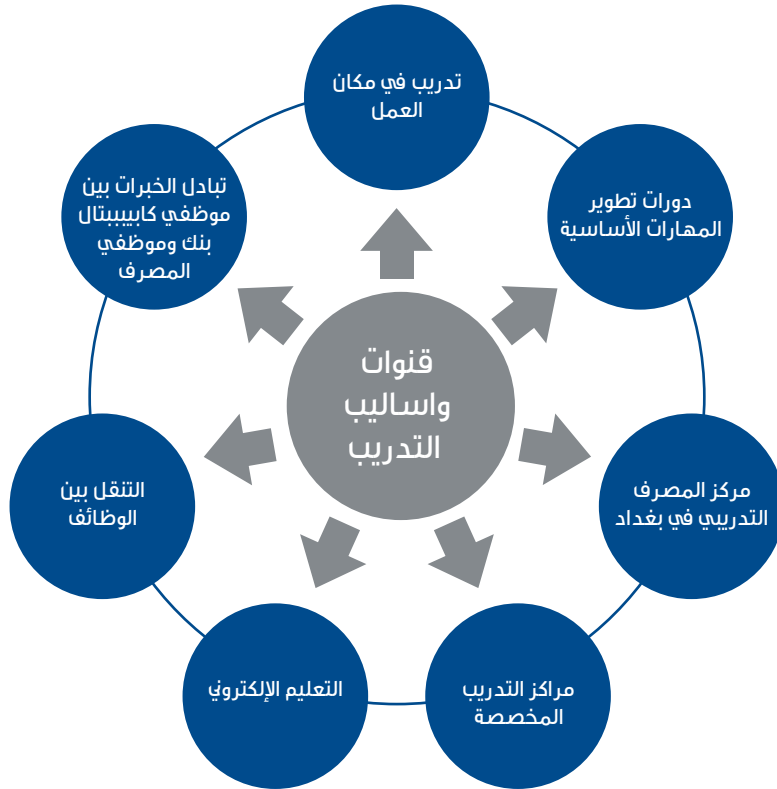 تدريب في مكان
العمل
دورات تطوير
المهارات الأساسية
مركز المصرف
التدريبي في بغداد
مراكز التدريب
المخصصة
التعليم الإلكتروني
التنقل بين
الوظائف
تبادل الخبرات بين
موظفي كابيببتال
بنك وموظفي
المصرف
قنوات
واساليب
التدريب